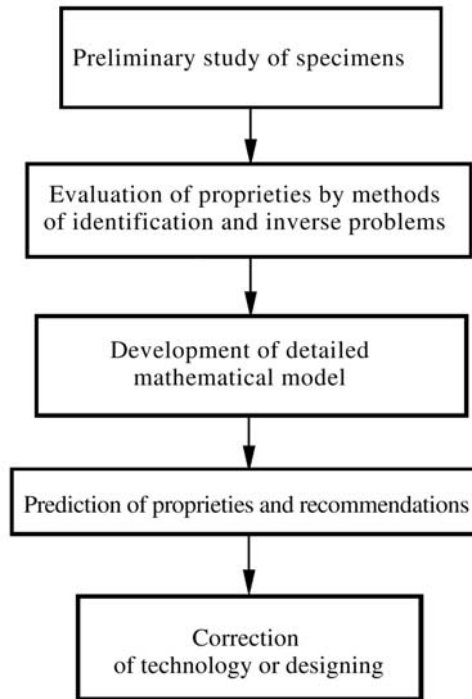 Preliminary study of specimens
Evaluation of proprieties by methods
of identification and inverse problems
Development of detailed
mathematical model
Prediction of proprieties and recommendations
Correction
of technology or designing